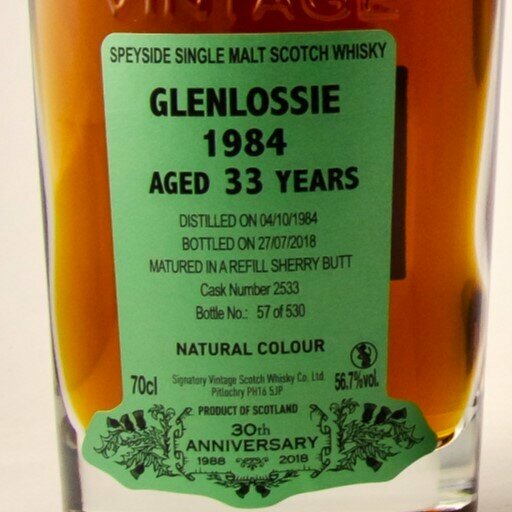 VINTAGE
SPEYSIDE SINGLE MALT SCOTCH WHISKY
GLENLOSSIE
1984
AGED 33 YEARS
DISTILLED ON 04/10/1984
BOTTLED ON 27/07/2018
MATURED IN A REFILL SHERRY BUTT
Cask Number 2533
Bottle No.: 57 of 530
NATURAL COLOUR
70cl
Signatory Vintage Scotch Whisky Co. Ltd.
Pitlochry PH16 5JP
56.7%vol.
PRODUCT OF SCOTLAND
30th
ANNIVERSARY
1988 2018